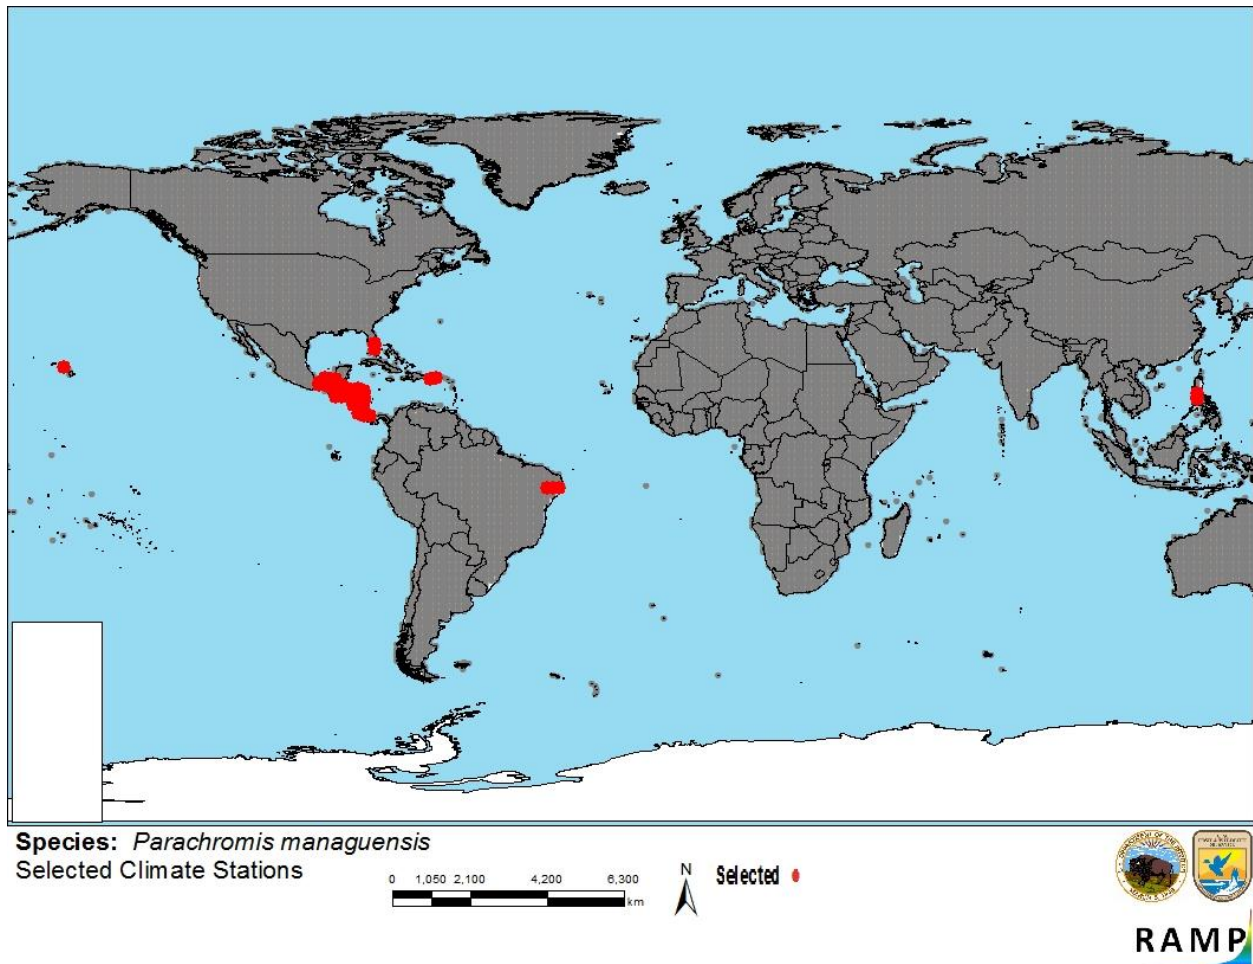 Species: Parachromis managuensis
Selected Climate Stations
0 1,050 2,100 4,200 6,300
km
N
Selected
RAMP